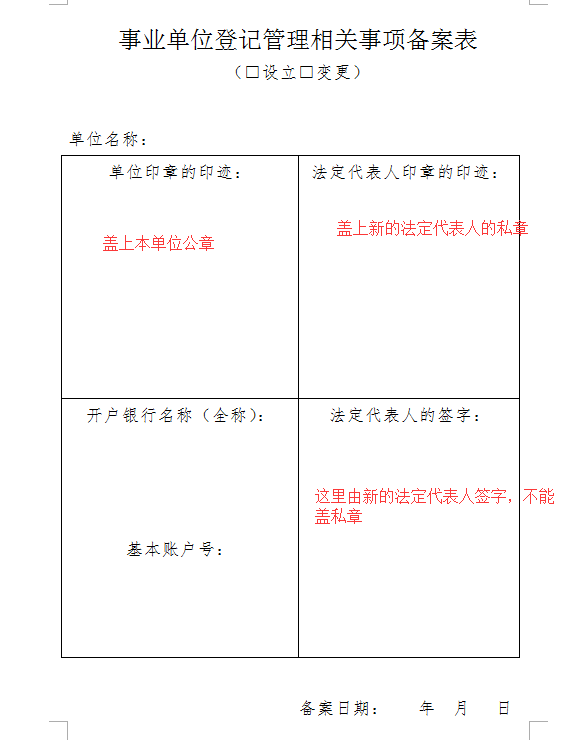 事业单位登记管理相关事项备案表
（□设立□变更）
单位名称：
单位印章的印迹：
法定代表人印章的印迹：
盖上本单位公章
盖上新的法定代表人的私章
开户银行名称（全称）：
法定代表人的签字：
这里由新的法定代表人签字，不能
盖私章
基本账户号：
备案日期： 年 月 日